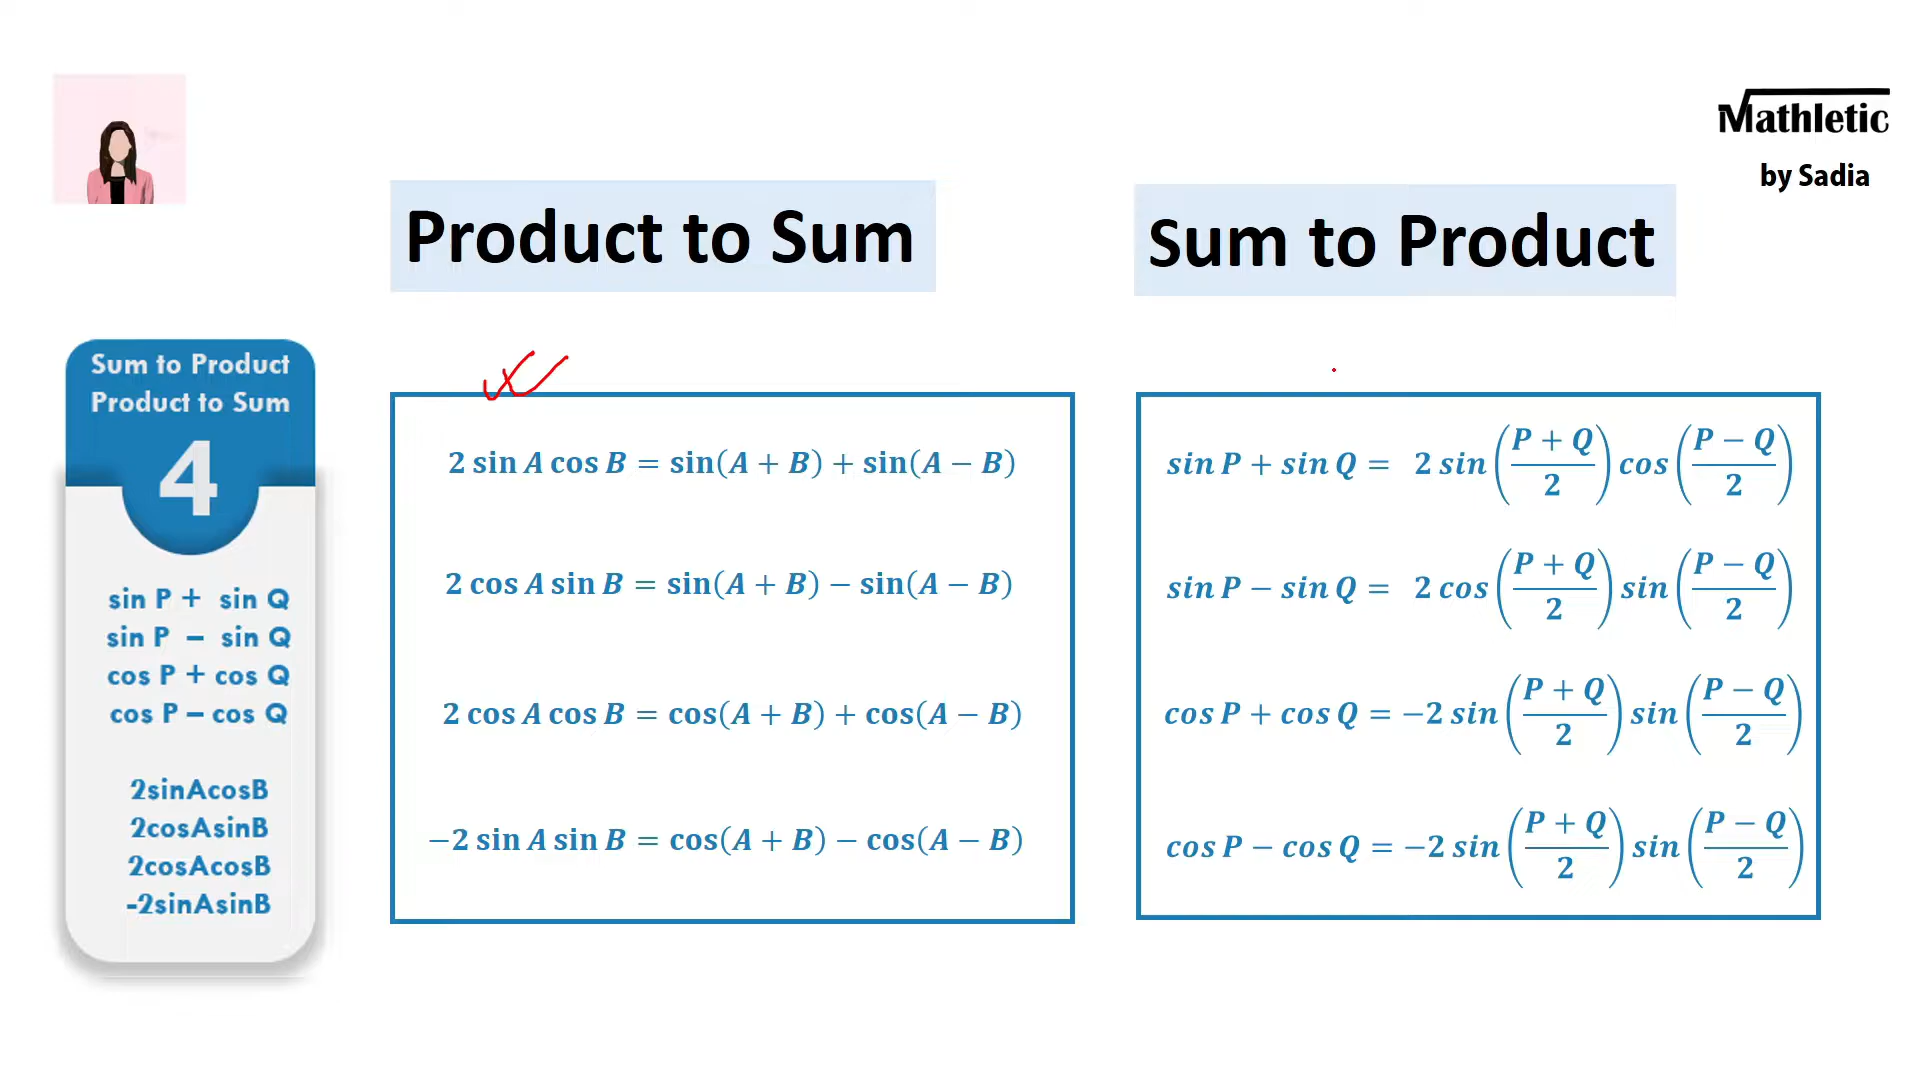 Mathletic
by Sadia
Product to Sum
Sum to Product
Sum to Product
Product to Sum
4
sin P + sin Q
sin P – sin Q
cos P + cos Q
cos P – cos Q
2sinAcosB
2cosAsinB
2cosAcosB
-2sinAsinB
2 sin A cos B = sin(A + B) + sin(A − B)
2 cos A sin B = sin(A + B) − sin(A − B)
2 cos A cos B = cos(A + B) + cos(A − B)
−2 sin A sin B = cos(A + B) − cos(A − B)
sin P + sin Q = 2 sin((P + Q)/2) cos((P − Q)/2)
sin P − sin Q = 2 cos((P + Q)/2) sin((P − Q)/2)
cos P + cos Q = −2 sin((P + Q)/2) sin((P − Q)/2)
cos P − cos Q = −2 sin((P + Q)/2) sin((P − Q)/2)